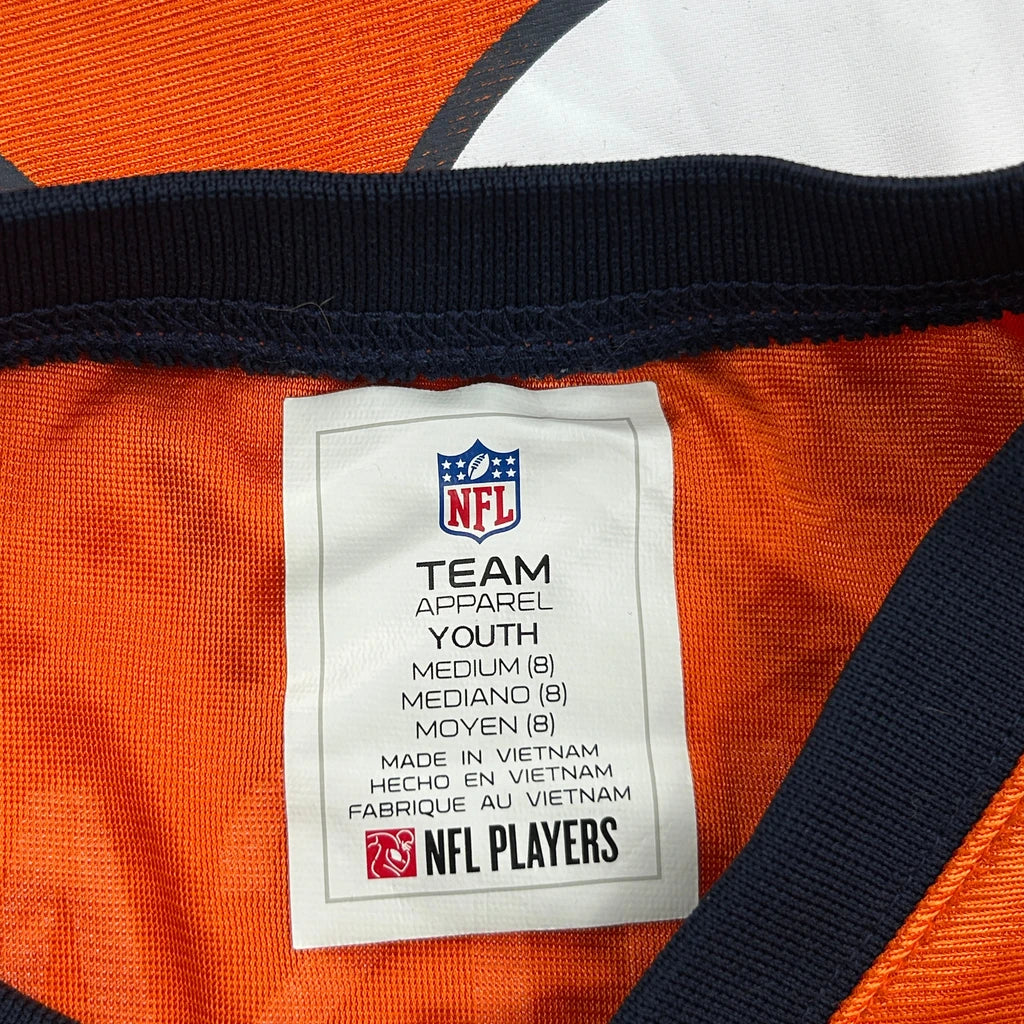 NFL
TEAM
APPAREL
YOUTH
MEDIUM (8)
MEDIANO (8)
MOYEN (8)
MADE IN VIETNAM
HECHO EN VIETNAM
FABRIQUE AU VIETNAM
NFL PLAYERS